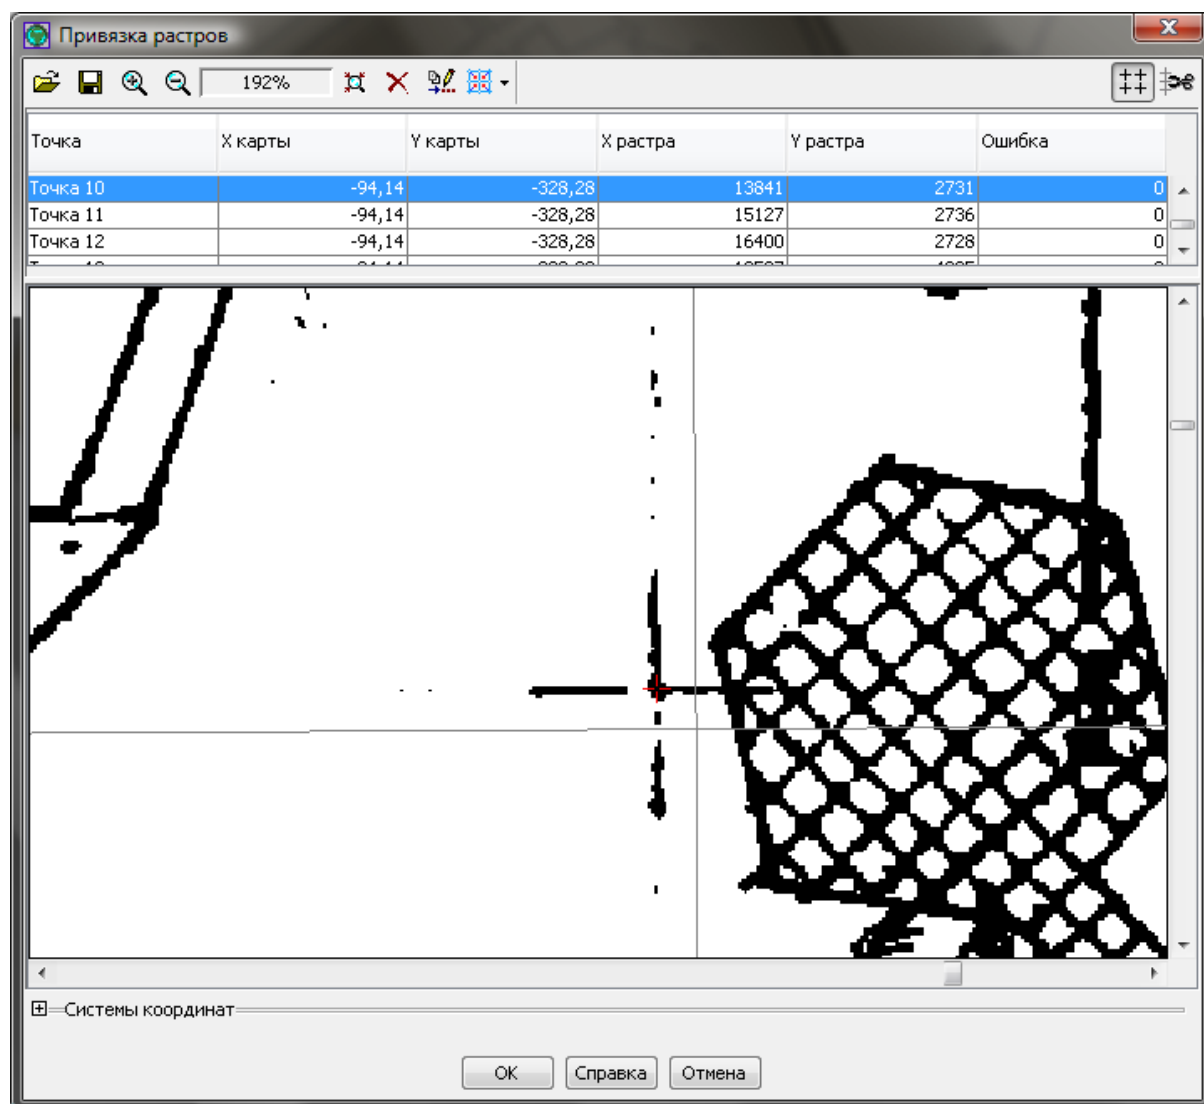 Привязка растров
192%
Точка X карты Y карты X растра Y растра Ошибка
Точка 10 -94,14 -328,28 13841 2731 0
Точка 11 -94,14 -328,28 15127 2736 0
Точка 12 -94,14 -328,28 16400 2728 0
Системы координат
ОК Справка Отмена